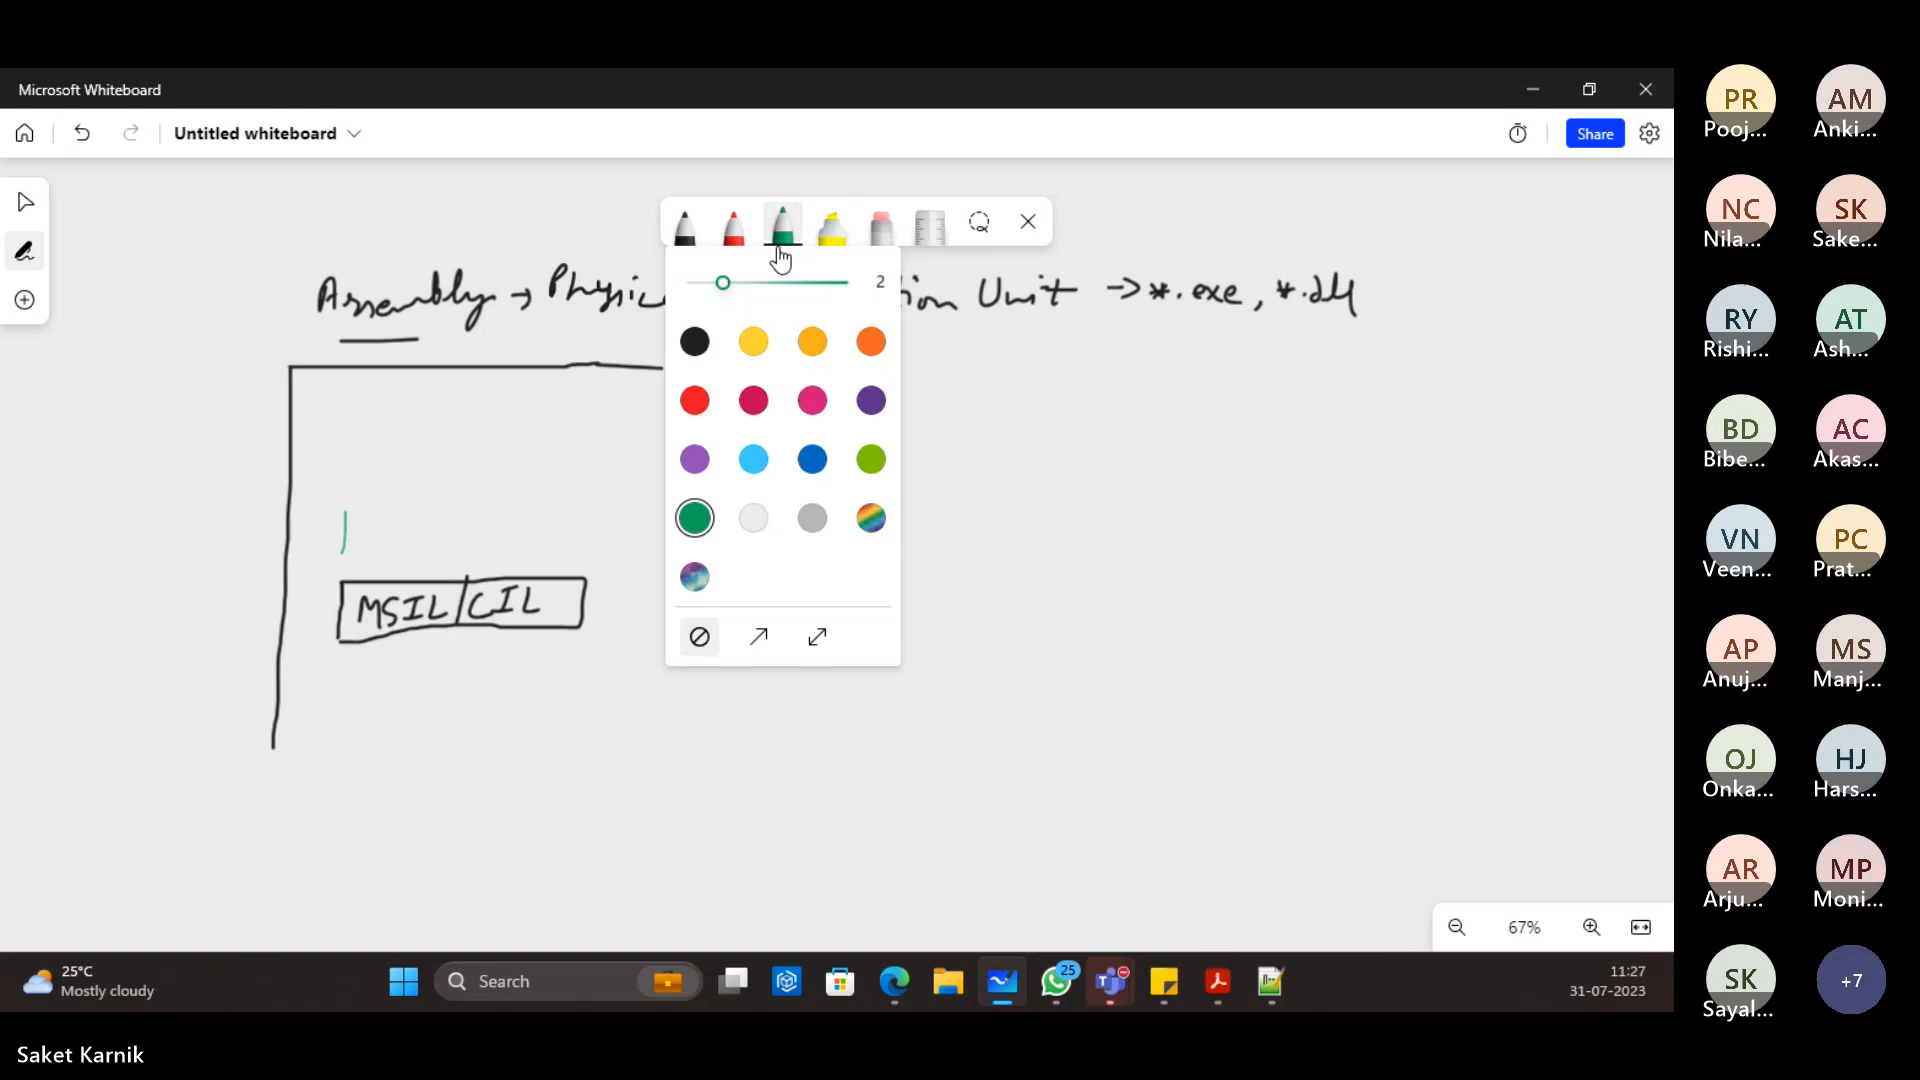 Microsoft Whiteboard
Untitled whiteboard
Share
2
Assembly → Physic
ion Unit → *.exe, *.dll
MSIL/CIL
67%
PR
Pooj...
AM
Anki...
NC
Nila...
SK
Sake...
RY
Rishi...
AT
Ash...
BD
Bibe...
AC
Akas...
VN
Veen...
PC
Prat...
AP
Anuj...
MS
Manj...
OJ
Onka...
HJ
Hars...
AR
Arju...
MP
Moni...
SK
Sayal...
+7
25°C
Mostly cloudy
Search
25
11:27
31-07-2023
Saket Karnik